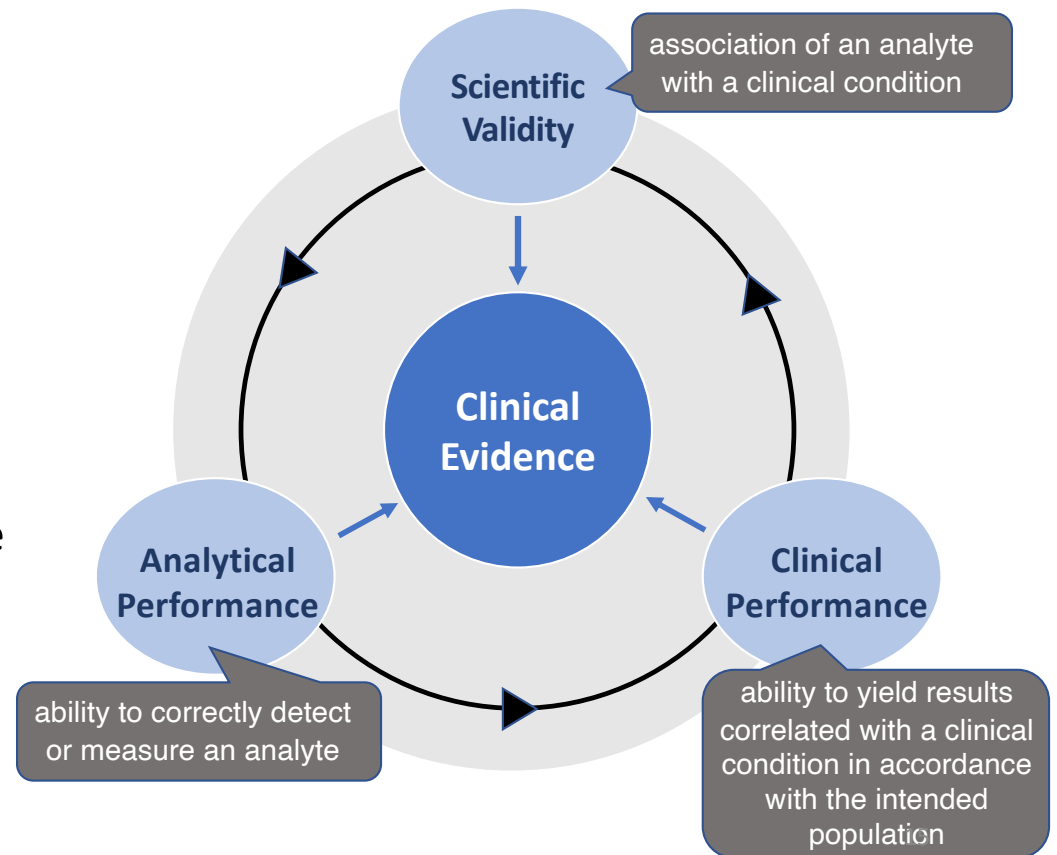 Scientific
Validity
association of an analyte
with a clinical condition
Clinical
Evidence
e
Analytical
Performance
Clinical
Performance
ability to correctly detect
or measure an analyte
ability to yield results
correlated with a clinical
condition in accordance
with the intended
population